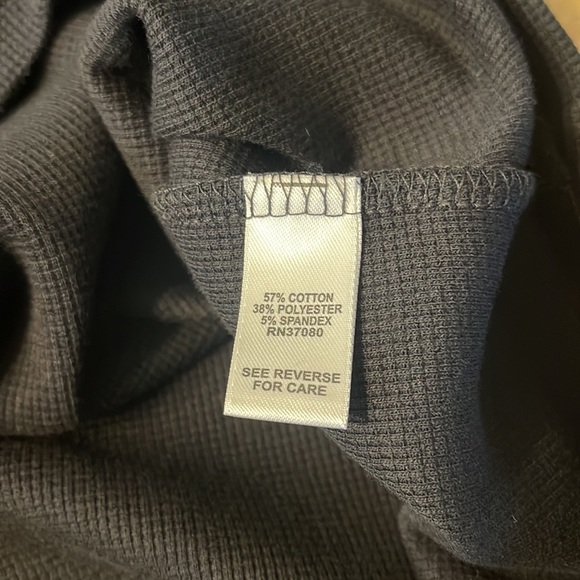 57% COTTON
38% POLYESTER
5% SPANDEX
RN37080
SEE REVERSE
FOR CARE